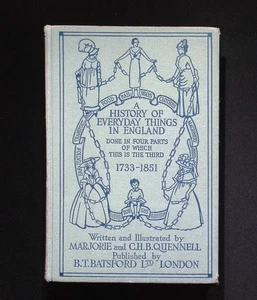 A
HISTORY OF
EVERYDAY THINGS
IN ENGLAND
DONE IN FOUR PARTS
OF WHICH
THIS IS THE THIRD
1733-1851
Written and Illustrated by
MARJORIE and C.H.B. QUENNELL
Published by
B.T. BATSFORD LTD LONDON